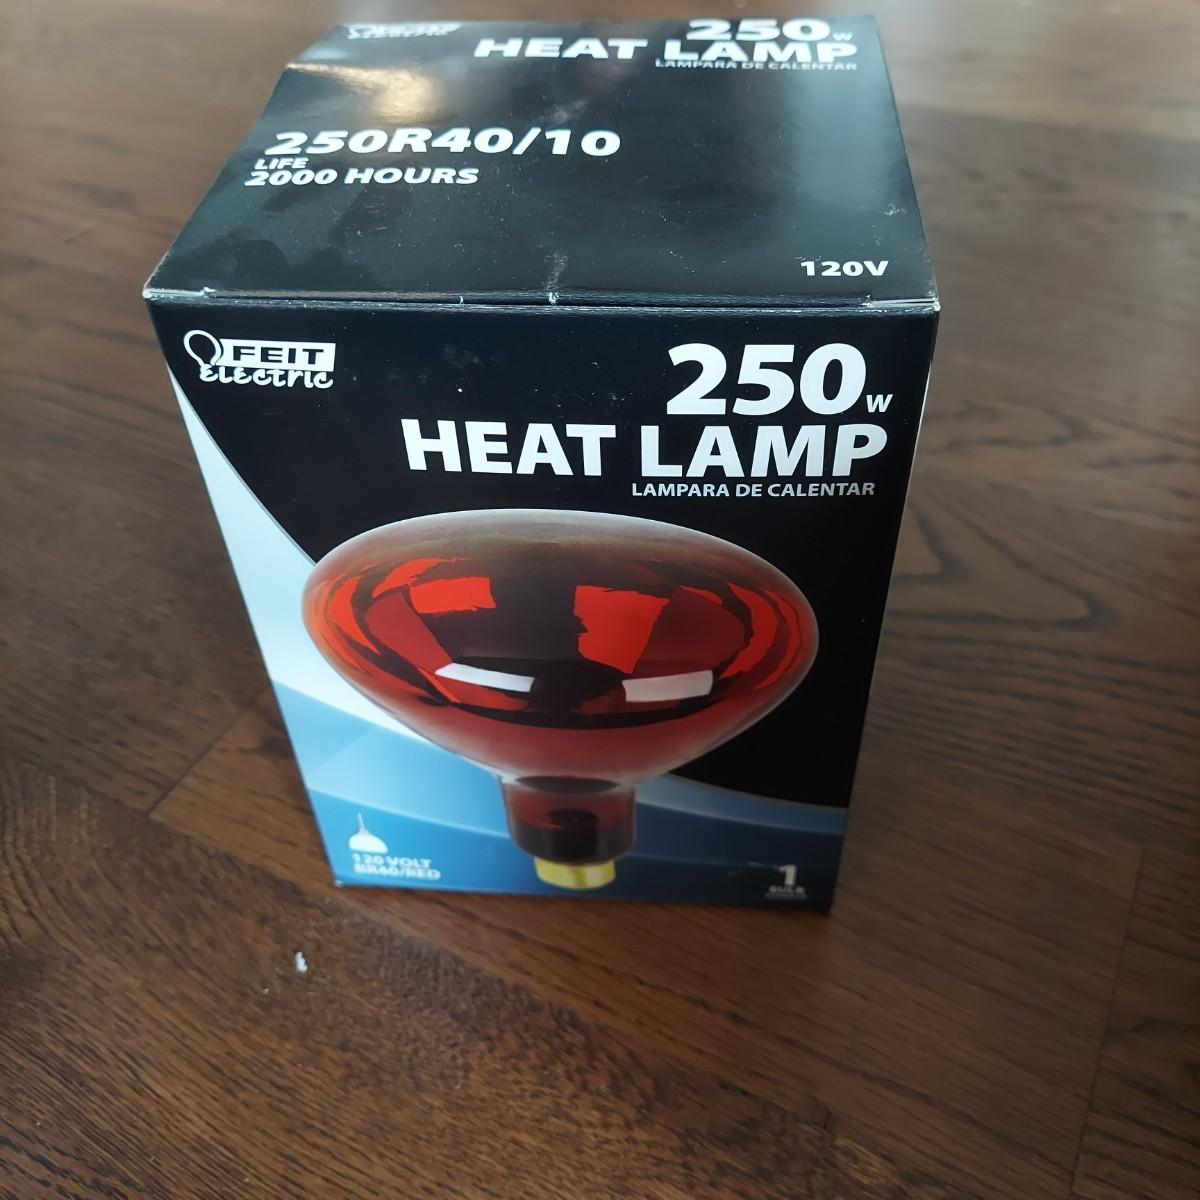 250W
HEAT LAMP
LAMPARA DE CALENTAR
250R40/10
LIFE
2000 HOURS
120V
FEIT
ELECTRIC
250W
HEAT LAMP
LAMPARA DE CALENTAR
120 VOLT
BR40/RED
1
BULB